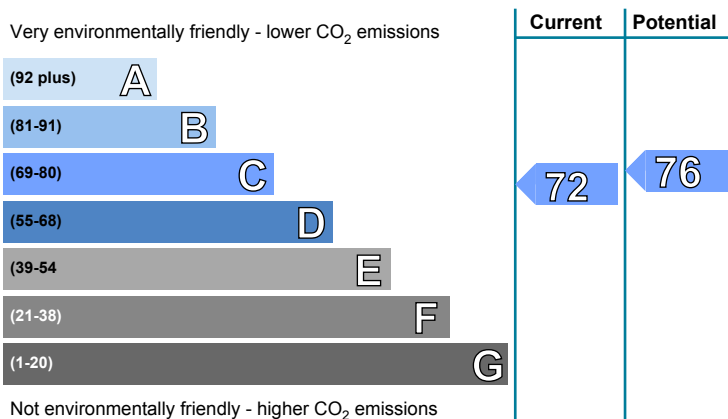 Very environmentally friendly - lower CO2 emissions
Current
Potential
(92 plus) A
(81-91) B
(69-80) C
(55-68) D
(39-54 E
(21-38) F
(1-20) G
72
76
Not environmentally friendly - higher CO2 emissions